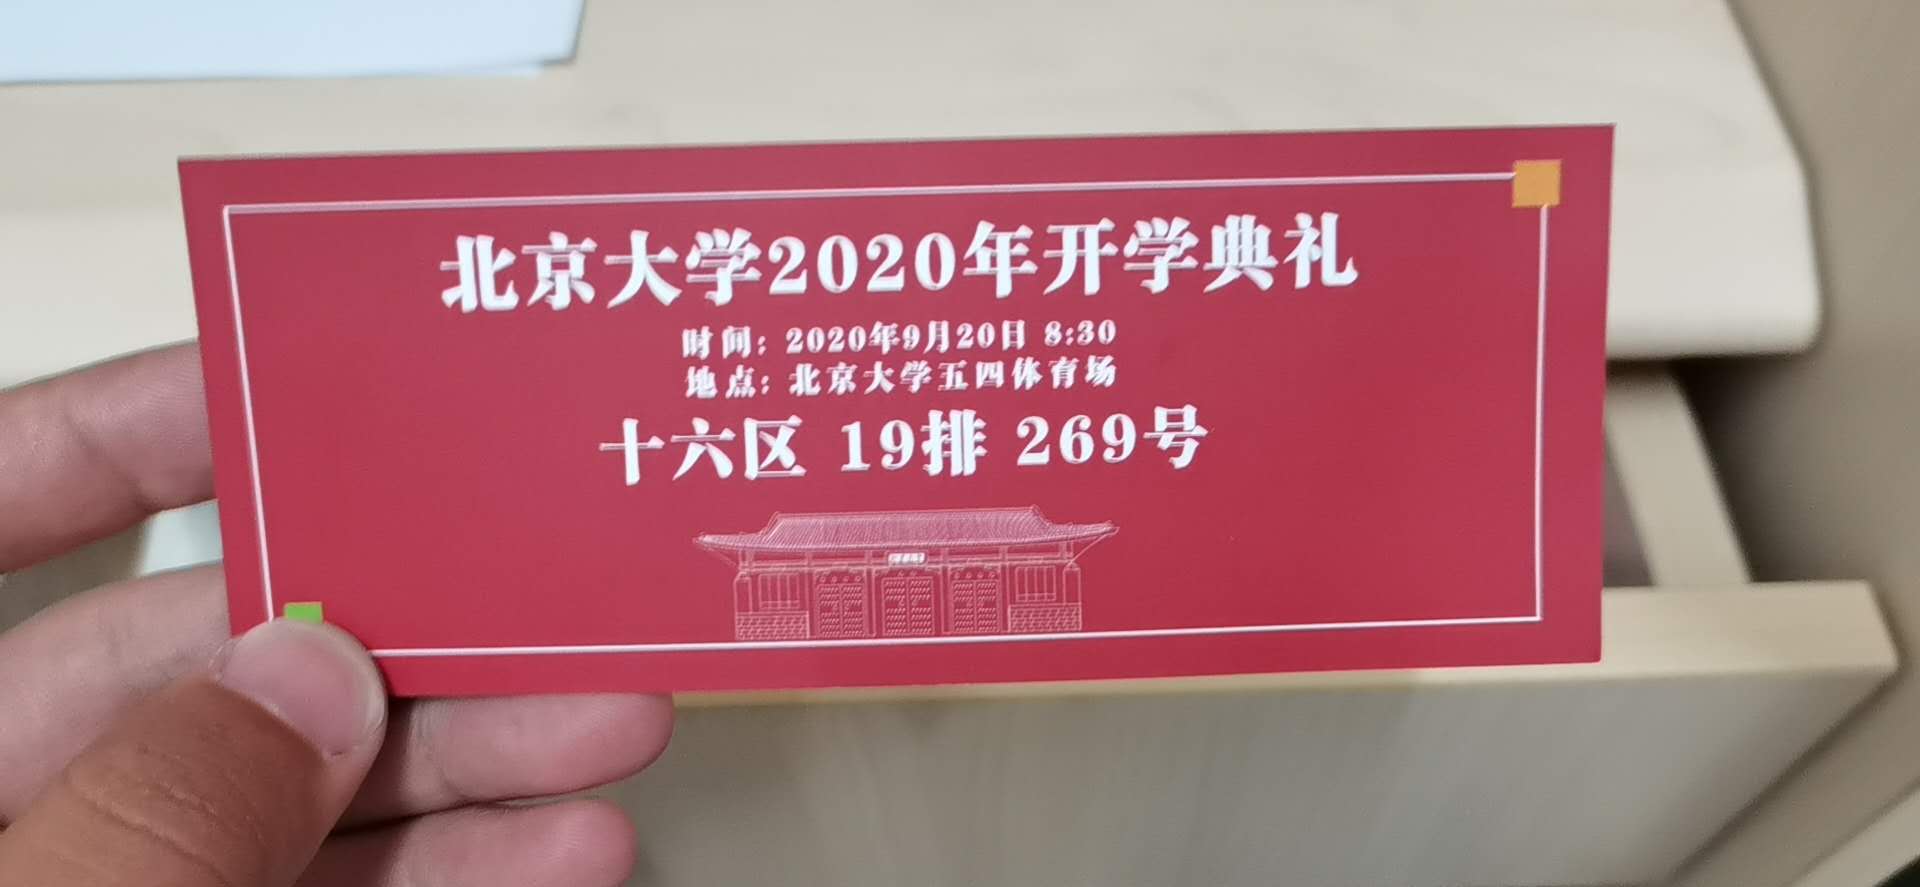 北京大学2020年开学典礼
时间：2020年9月20日 8:30
地点：北京大学五四体育场
十六区 19排 269号